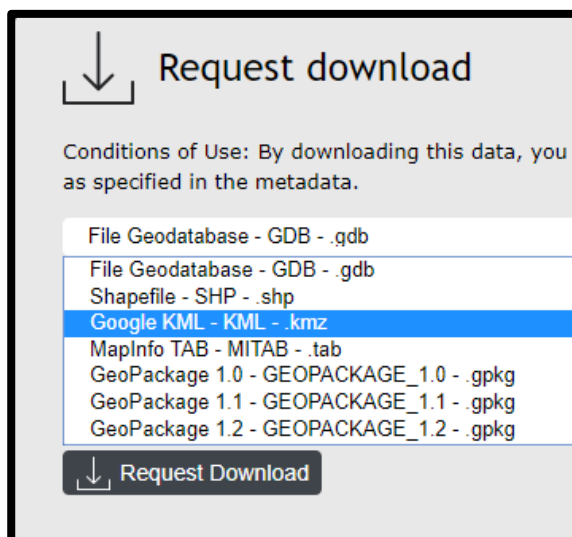 Request download
Conditions of Use: By downloading this data, you
as specified in the metadata.
File Geodatabase - GDB - .gdb
File Geodatabase - GDB - .gdb
Shapefile - SHP - .shp
Google KML - KML - .kmz
MapInfo TAB - MITAB - .tab
GeoPackage 1.0 - GEOPACKAGE_1.0 - .gpkg
GeoPackage 1.1 - GEOPACKAGE_1.1 - .gpkg
GeoPackage 1.2 - GEOPACKAGE_1.2 - .gpkg
Request Download